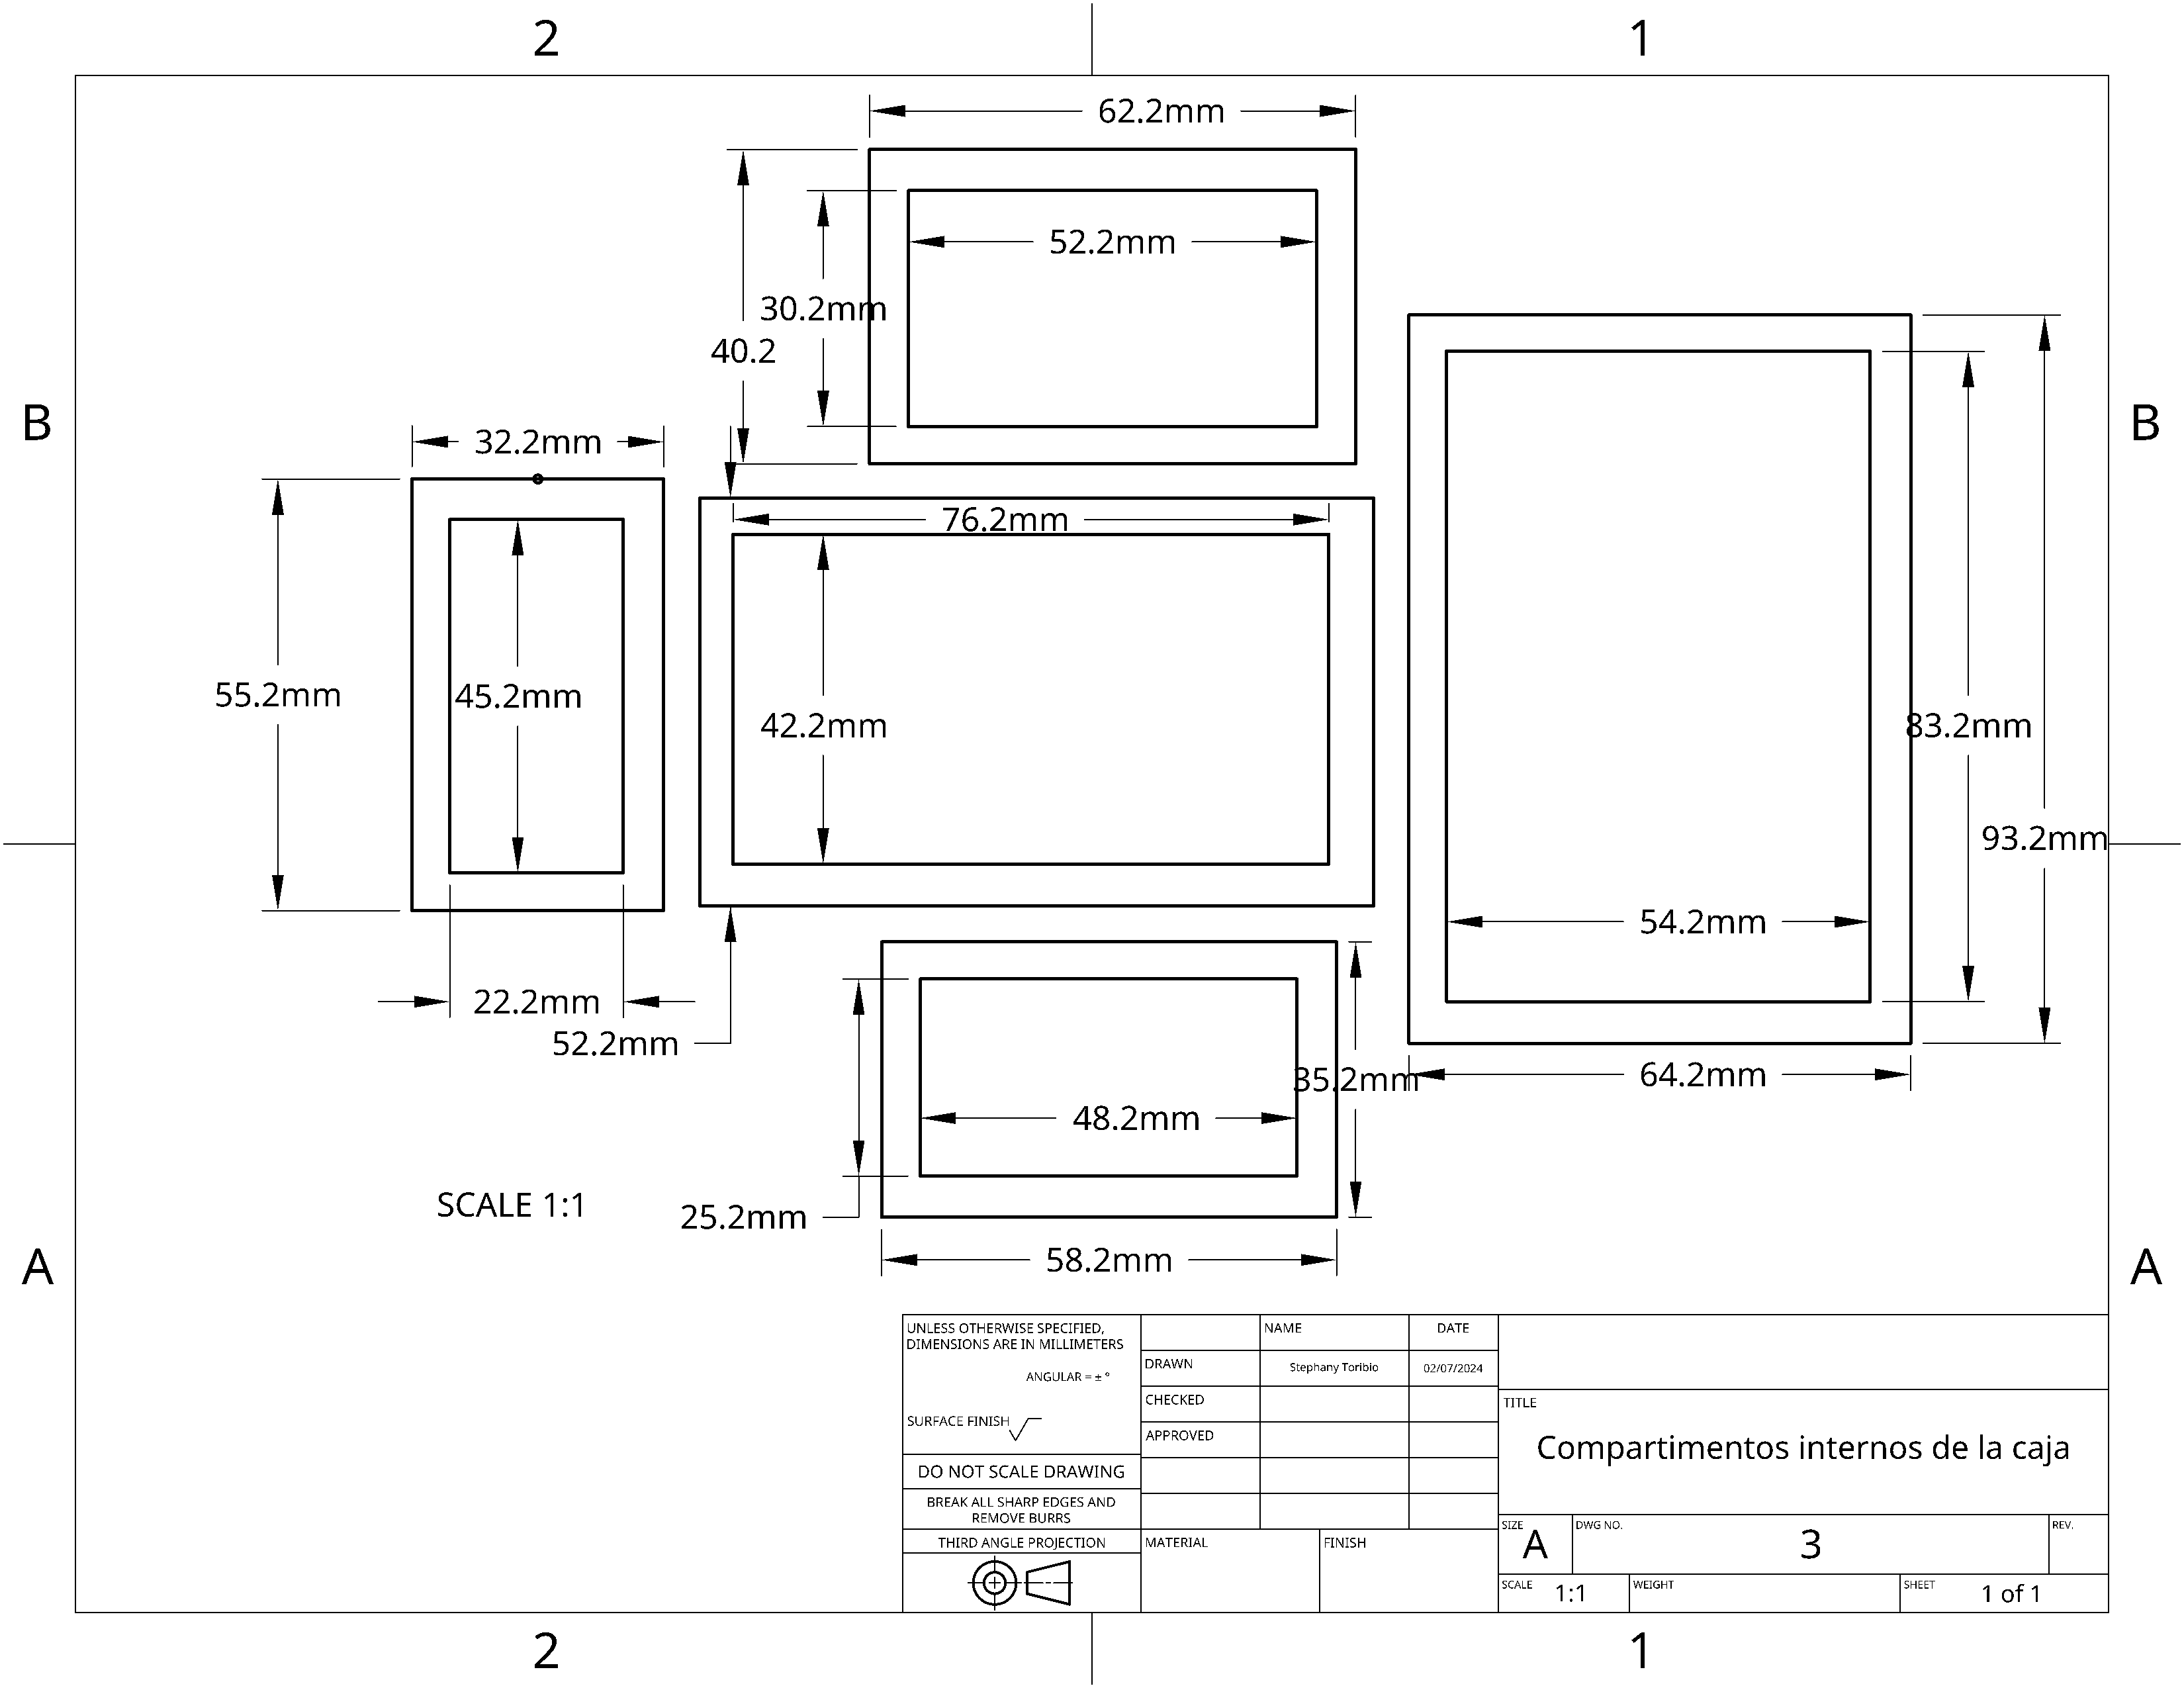 2
1
62.2mm
52.2mm
30.2mm
40.2
B
B
32.2mm
76.2mm
55.2mm
45.2mm
42.2mm
83.2mm
93.2mm
54.2mm
22.2mm
52.2mm
64.2mm
35.2mm
48.2mm
SCALE 1:1
25.2mm
58.2mm
A
A
UNLESS OTHERWISE SPECIFIED,
DIMENSIONS ARE IN MILLIMETERS
ANGULAR = ± °
SURFACE FINISH
DO NOT SCALE DRAWING
BREAK ALL SHARP EDGES AND
REMOVE BURRS
THIRD ANGLE PROJECTION
NAME
DATE
DRAWN
Stephany Toribio
02/07/2024
CHECKED
APPROVED
MATERIAL
FINISH
TITLE
Compartimentos internos de la caja
SIZE
A
DWG NO.
3
REV.
SCALE
1:1
WEIGHT
SHEET
1 of 1
2
1